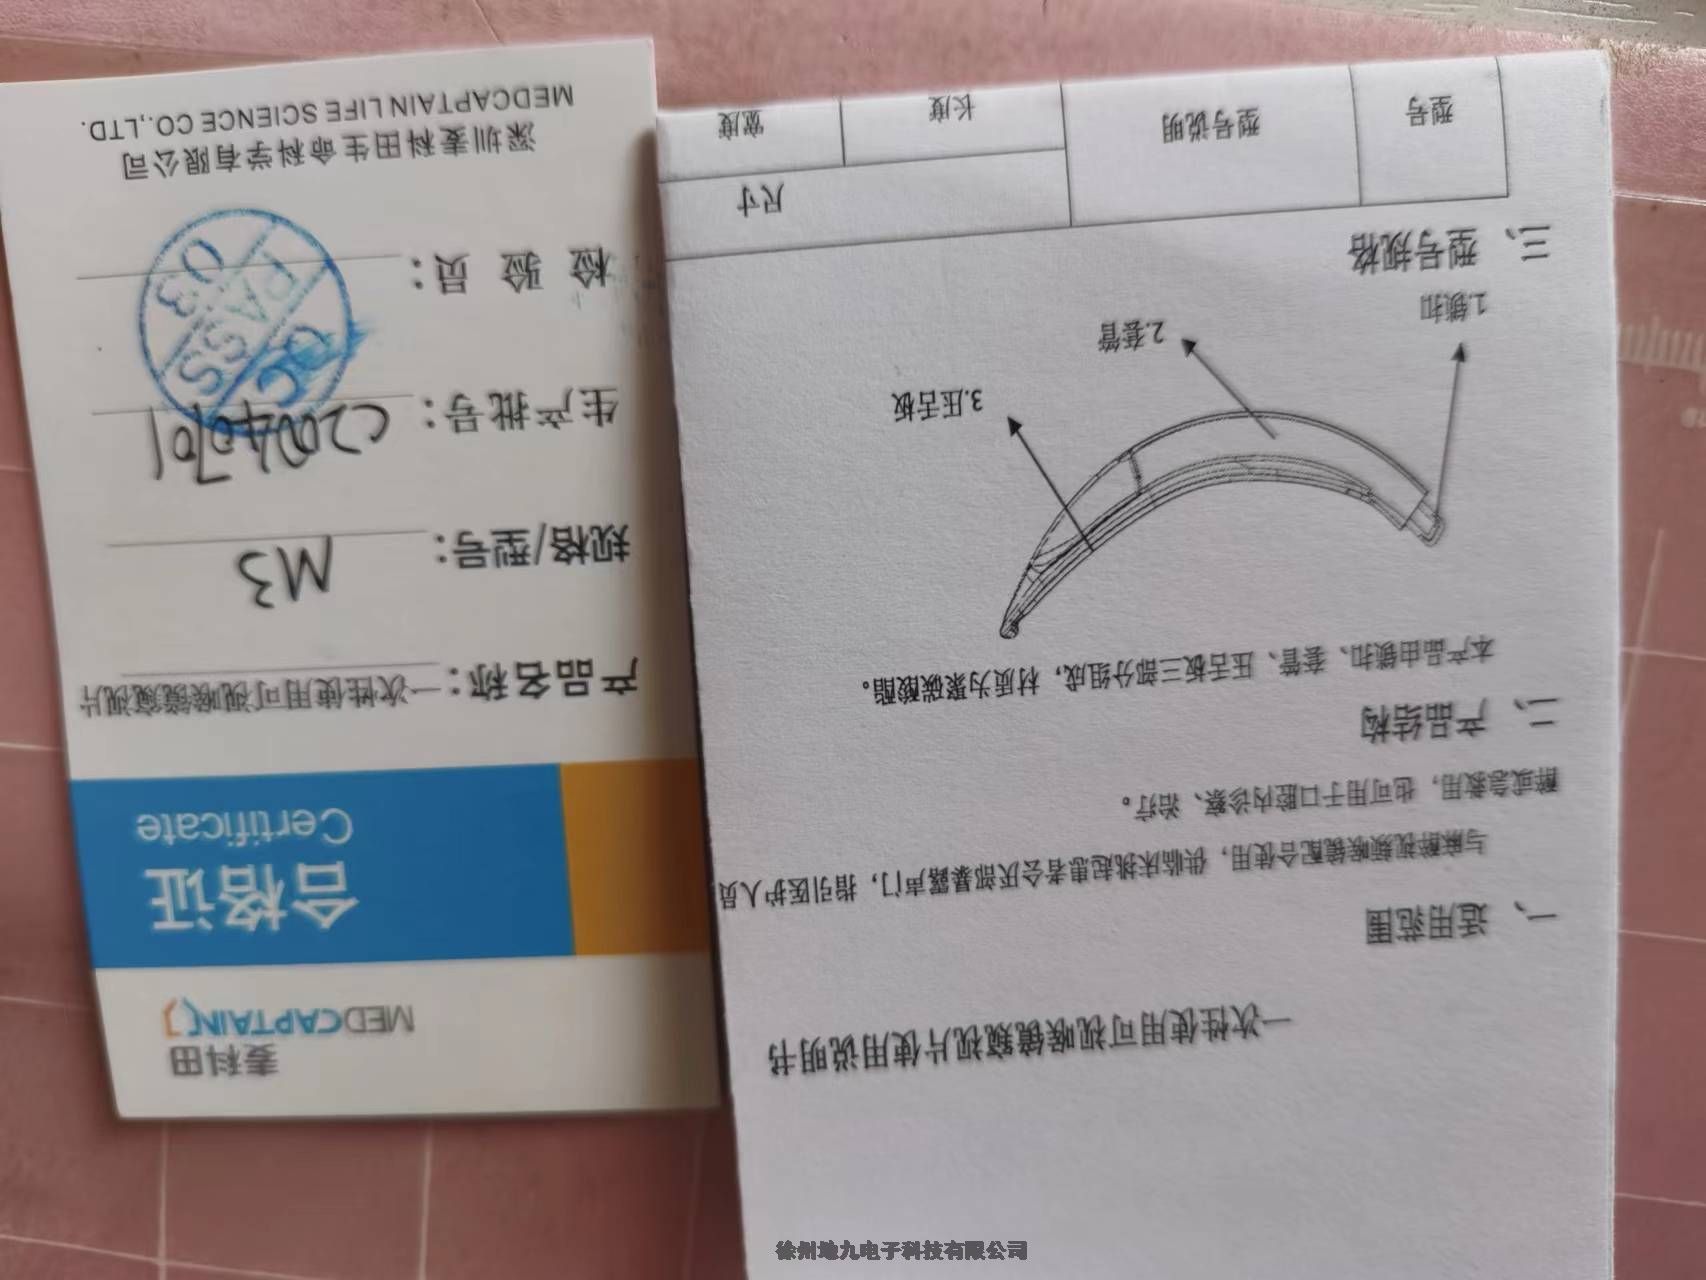 麦科田
MEDCAPTAIN
合格证
Certificate
产品名称：一次性使用可视喉镜窥视片
规格/型号：M3
生产批号：C20040701
检 验 员：
QC
PASS
03
深圳麦科田生命科学有限公司
MEDCAPTAIN LIFE SCIENCE CO.,LTD.
一次性使用可视喉镜窥视片使用说明书
一、适用范围
与麻醉视频喉镜配合使用，供临床挑起患者会厌部暴露声门，指引医护人员
醉或急救用，也可用于口腔内诊察、治疗。
二、产品结构
本产品由锁扣、套管、压舌板三部分组成，材质为聚碳酸酯。
3.压舌板
2.套管
1.锁扣
三、型号规格
型号
型号说明
尺寸
长度
宽度
徐州地九电子科技有限公司